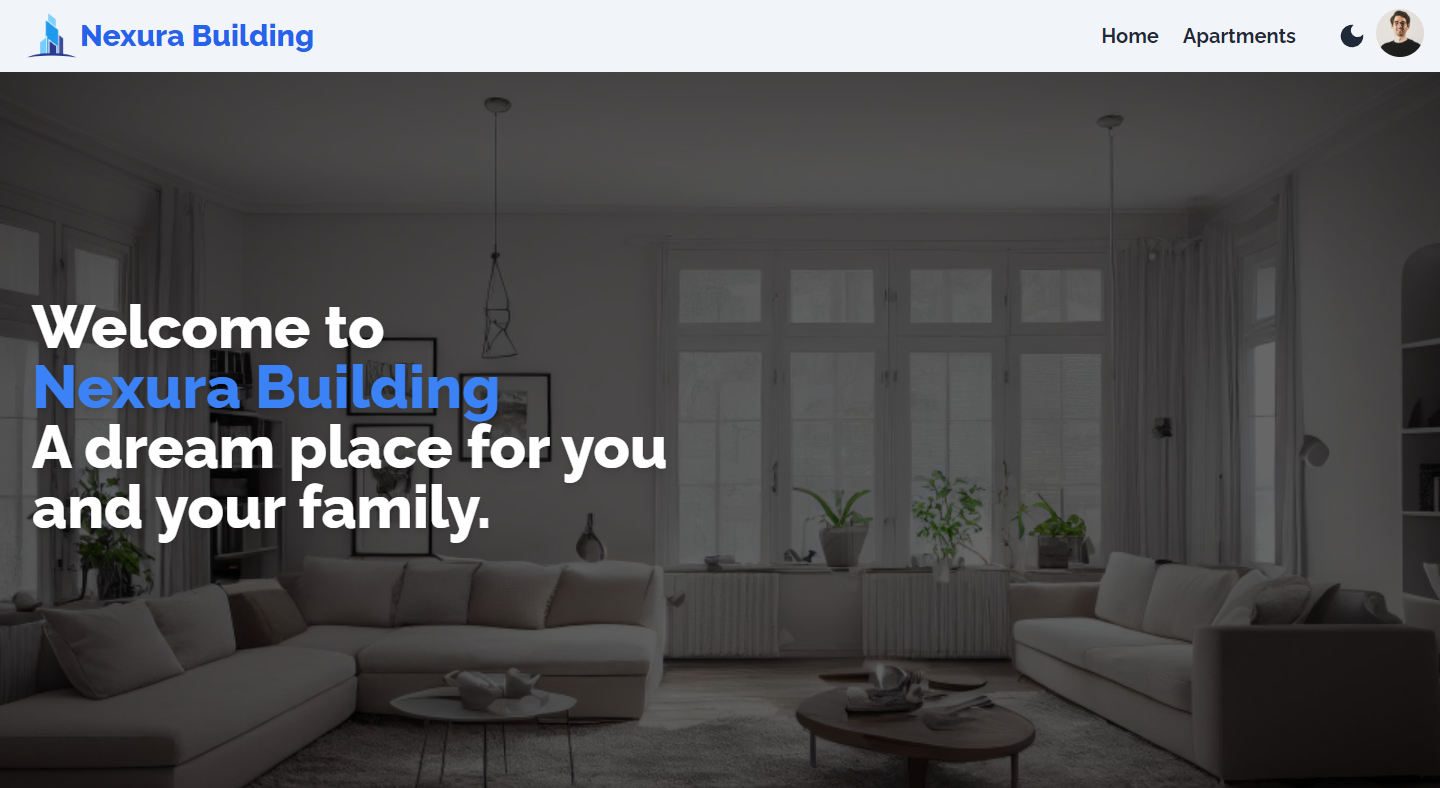 Nexura Building
Home
Apartments
Welcome to
Nexura Building
A dream place for you
and your family.